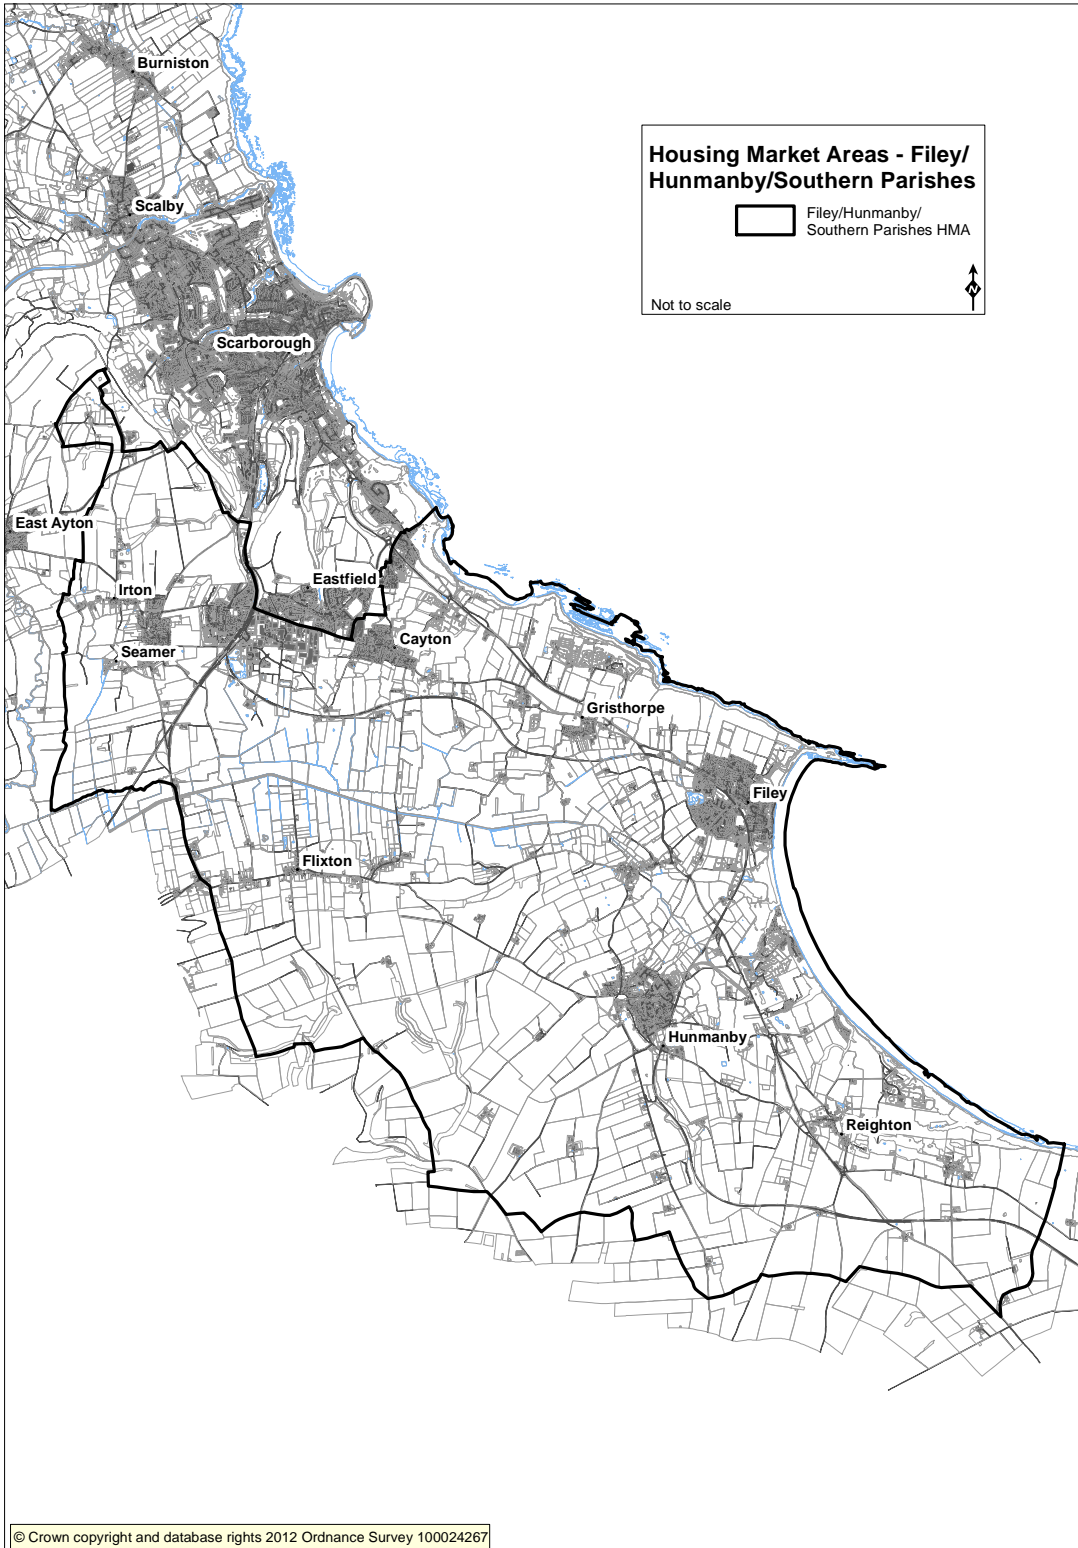 Burniston
Housing Market Areas - Filey/
Hunmanby/Southern Parishes
Filey/Hunmanby/
Southern Parishes HMA
N
Not to scale
Scalby
Scarborough
East Ayton
Eastfield
Irton
Cayton
Seamer
Gristhorpe
Filey
Flixton
Hunmanby
Reighton
© Crown copyright and database rights 2012 Ordnance Survey 100024267